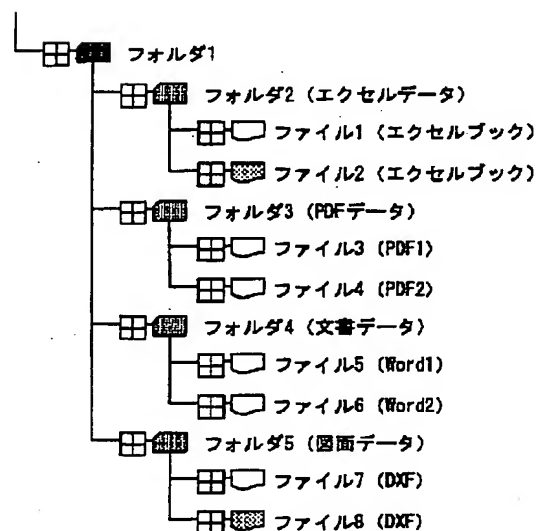 フォルダ1
フォルダ2 (エクセルデータ)
ファイル1 (エクセルブック)
ファイル2 (エクセルブック)
フォルダ3 (PDFデータ)
ファイル3 (PDF1)
ファイル4 (PDF2)
フォルダ4 (文書データ)
ファイル5 (Word1)
ファイル6 (Word2)
フォルダ5 (図面データ)
ファイル7 (DXF)
ファイル8 (DXF)